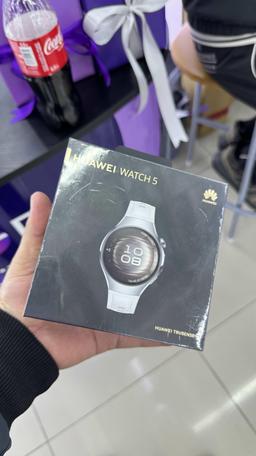 Coca-Cola
HUAWEI WATCH 5
HUAWEI
10
08
HUAWEI TRUSENSE